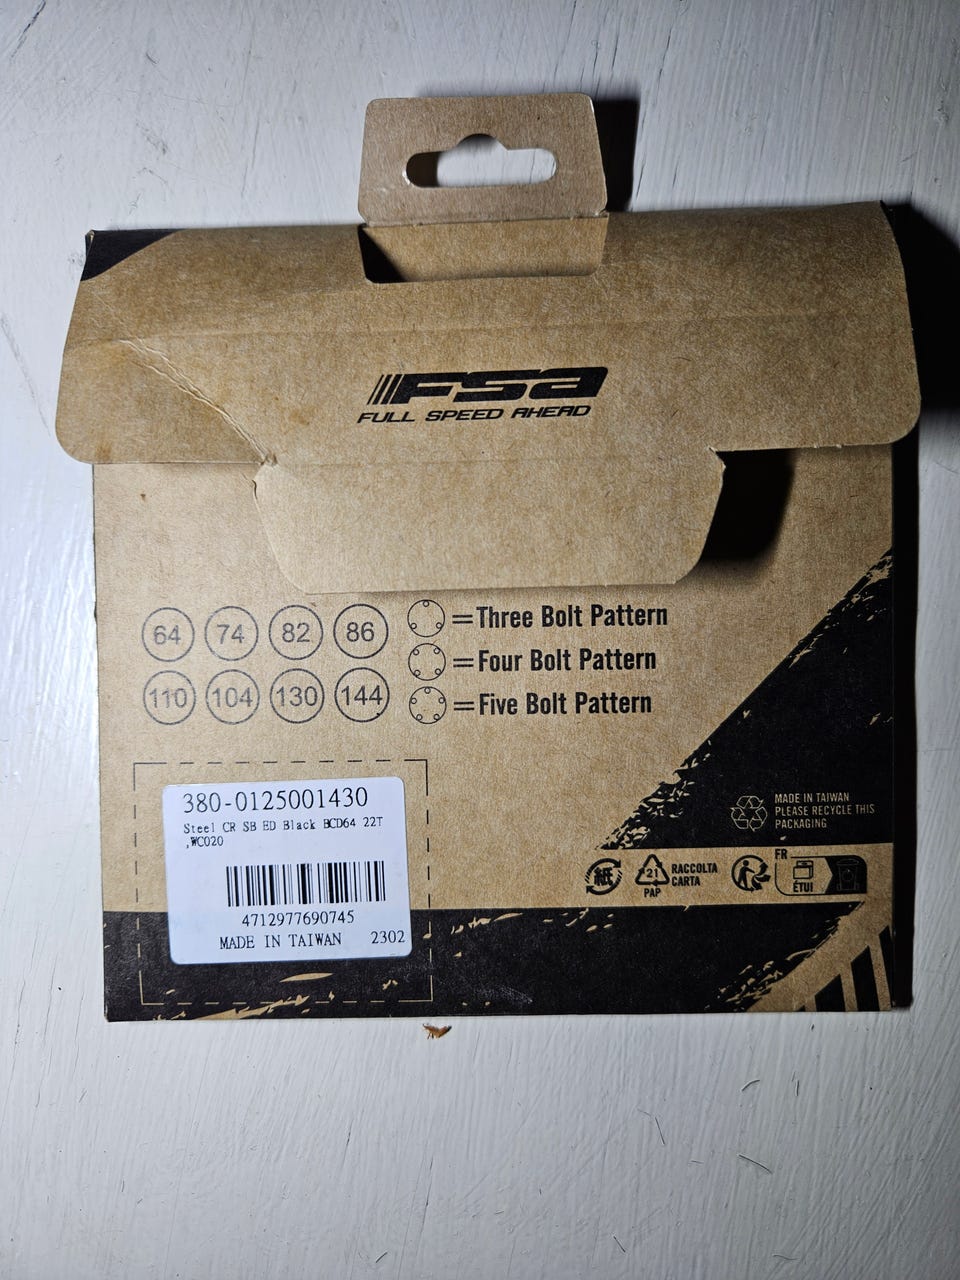 FSA
FULL SPEED AHEAD
64 74 82 86
110 104 130 144
=Three Bolt Pattern
=Four Bolt Pattern
=Five Bolt Pattern
380-0125001430
Steel CR SB ED Black BCD64 22T
,WC020
4712977690745
MADE IN TAIWAN 2302
MADE IN TAIWAN
PLEASE RECYCLE THIS
PACKAGING
紙
21
PAP
RACCOLTA
CARTA
FR
ÉTUI